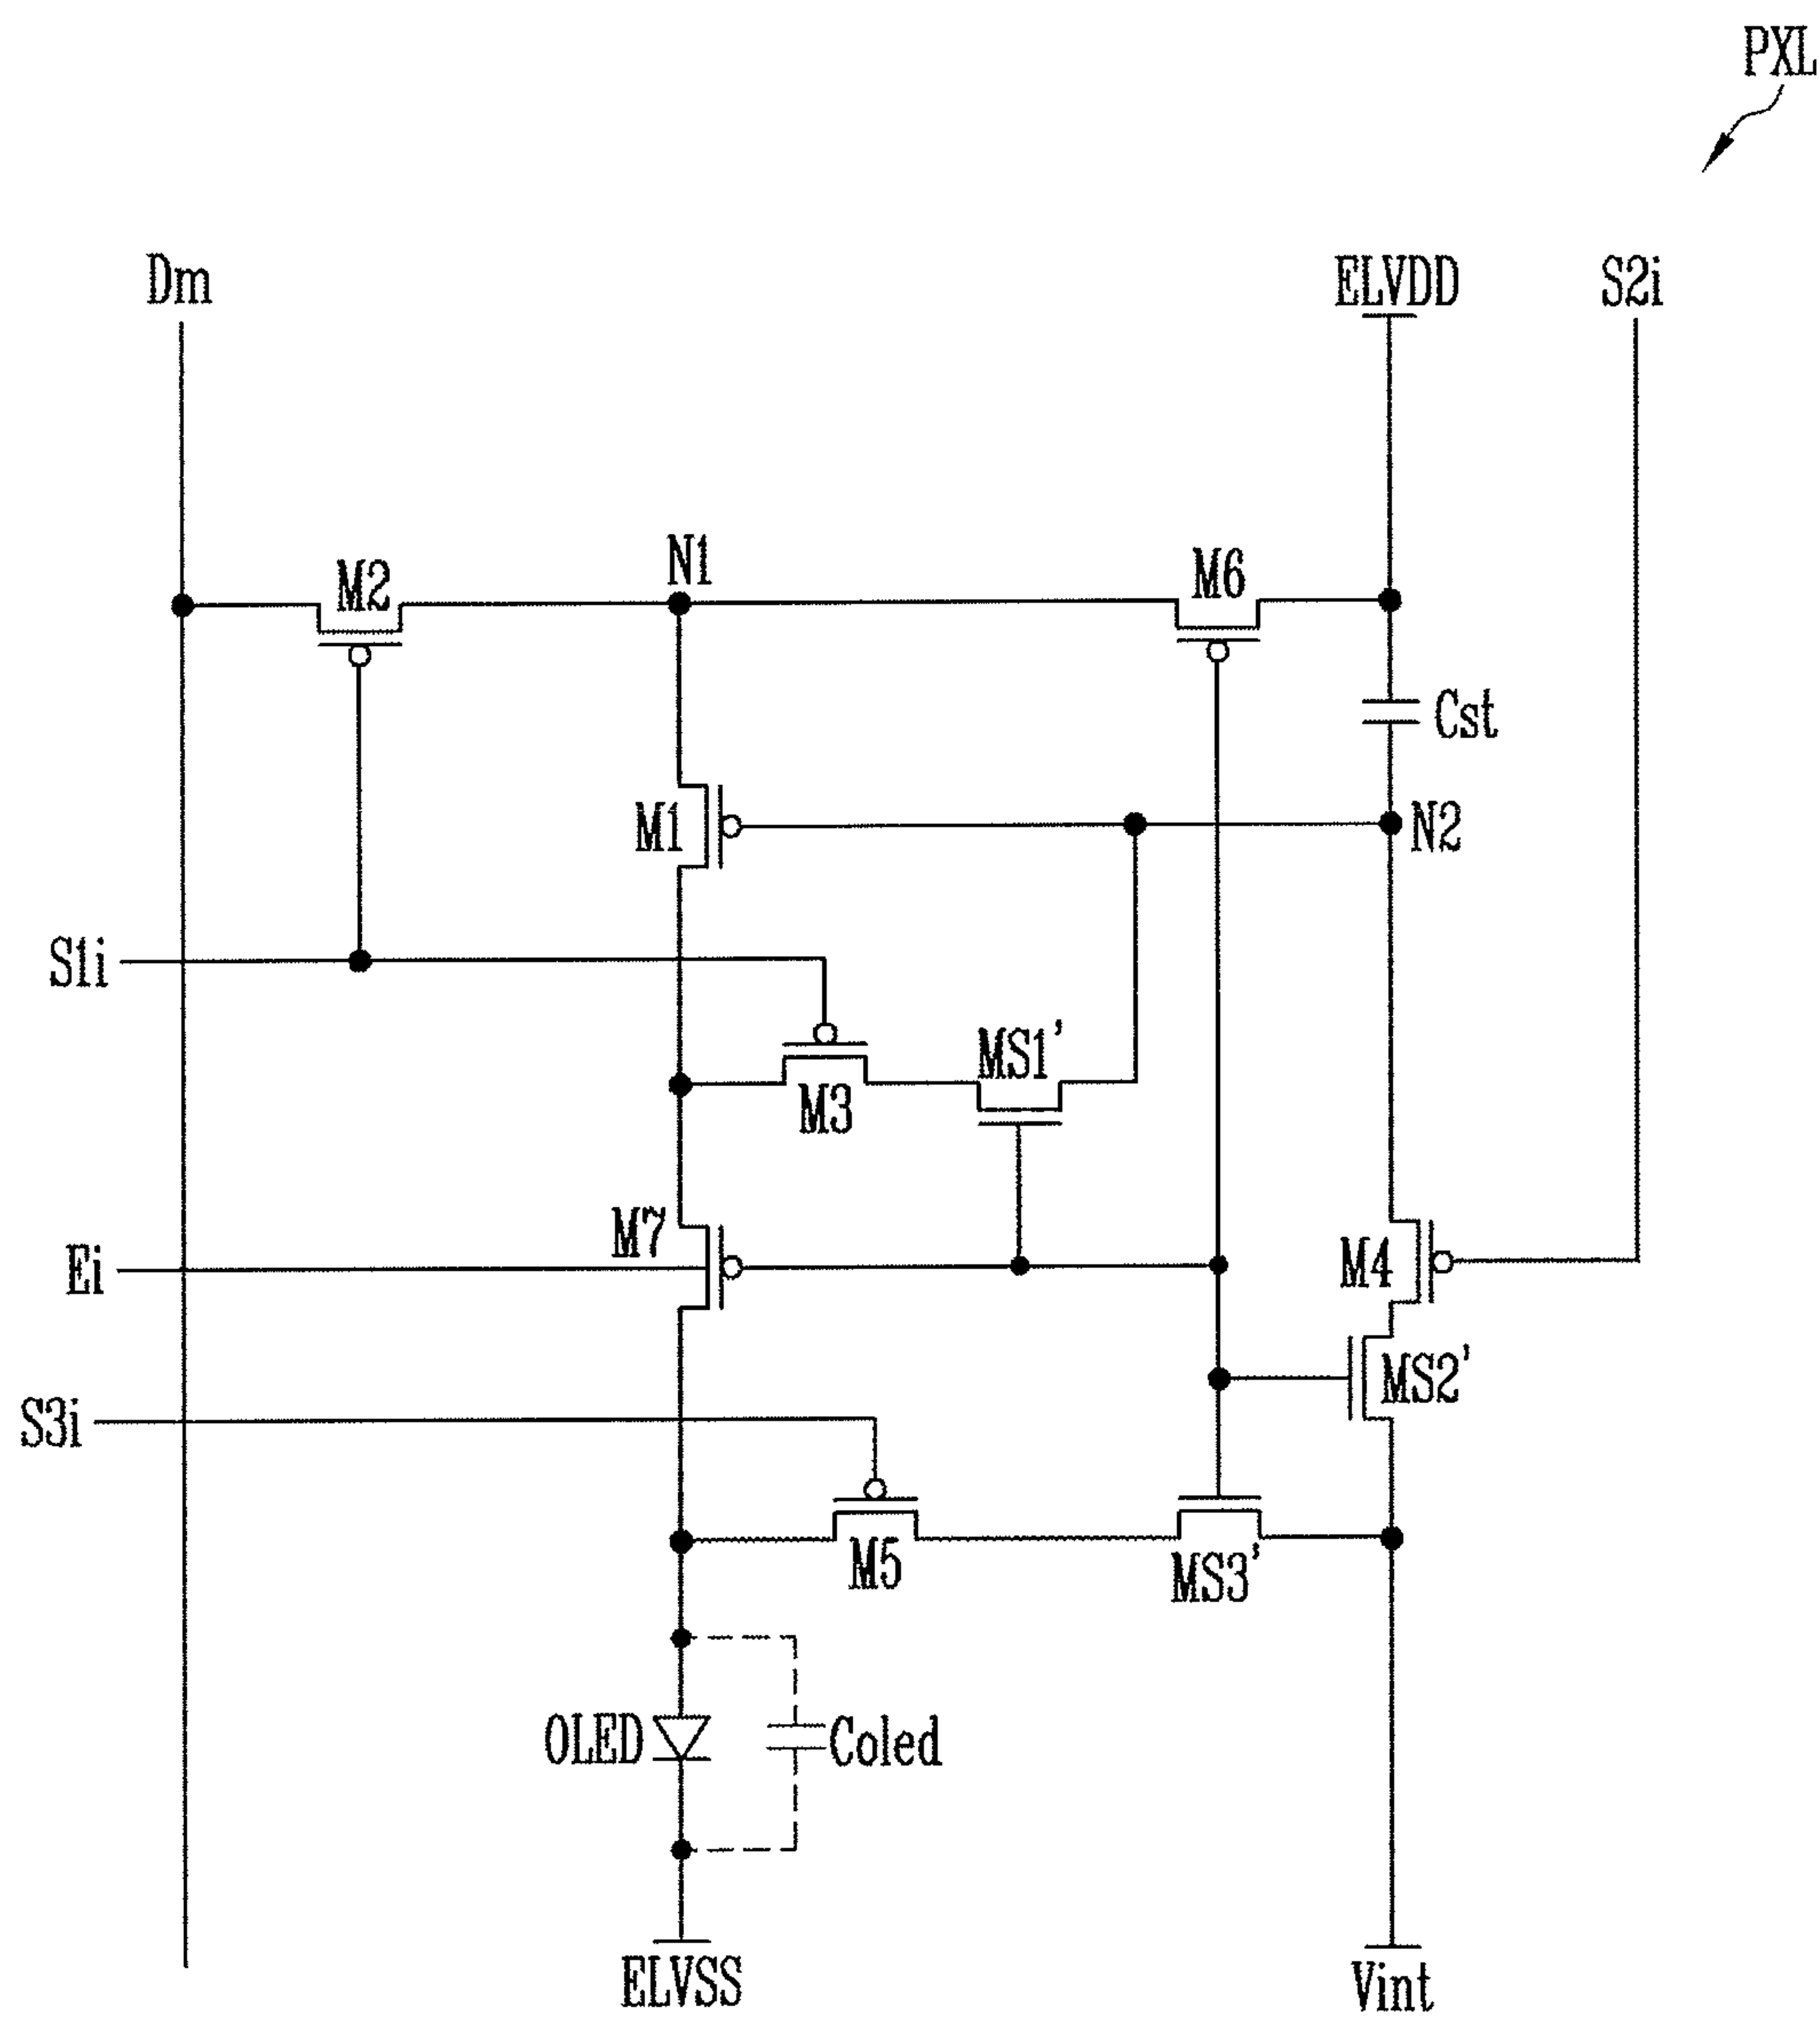 PXL
Dm
ELVDD
S2i
M2
N1
M6
Cst
M1
N2
S1i
MS1'
M3
M7
Ei
M4
MS2'
S3i
M5
MS3'
OLED
Coled
ELVSS
Vint